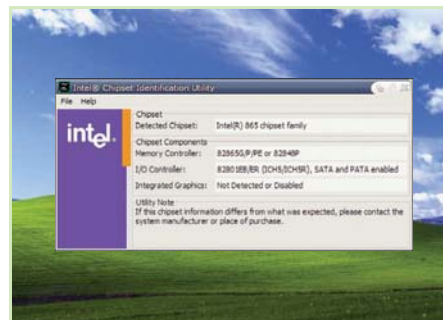 Intel® Chipset Identification Utility
File Help
intel.
Chipset
Detected Chipset: Intel(R) 865 chipset family
Chipset Components
Memory Controller: 82865G/P/PE or 82848P
I/O Controller: 82801EB/ER (ICH5/ICH5R), SATA and PATA enabled
Integrated Graphics: Not Detected or Disabled
Utility Note
If this chipset information differs from what was expected, please contact the
system manufacturer or place of purchase.